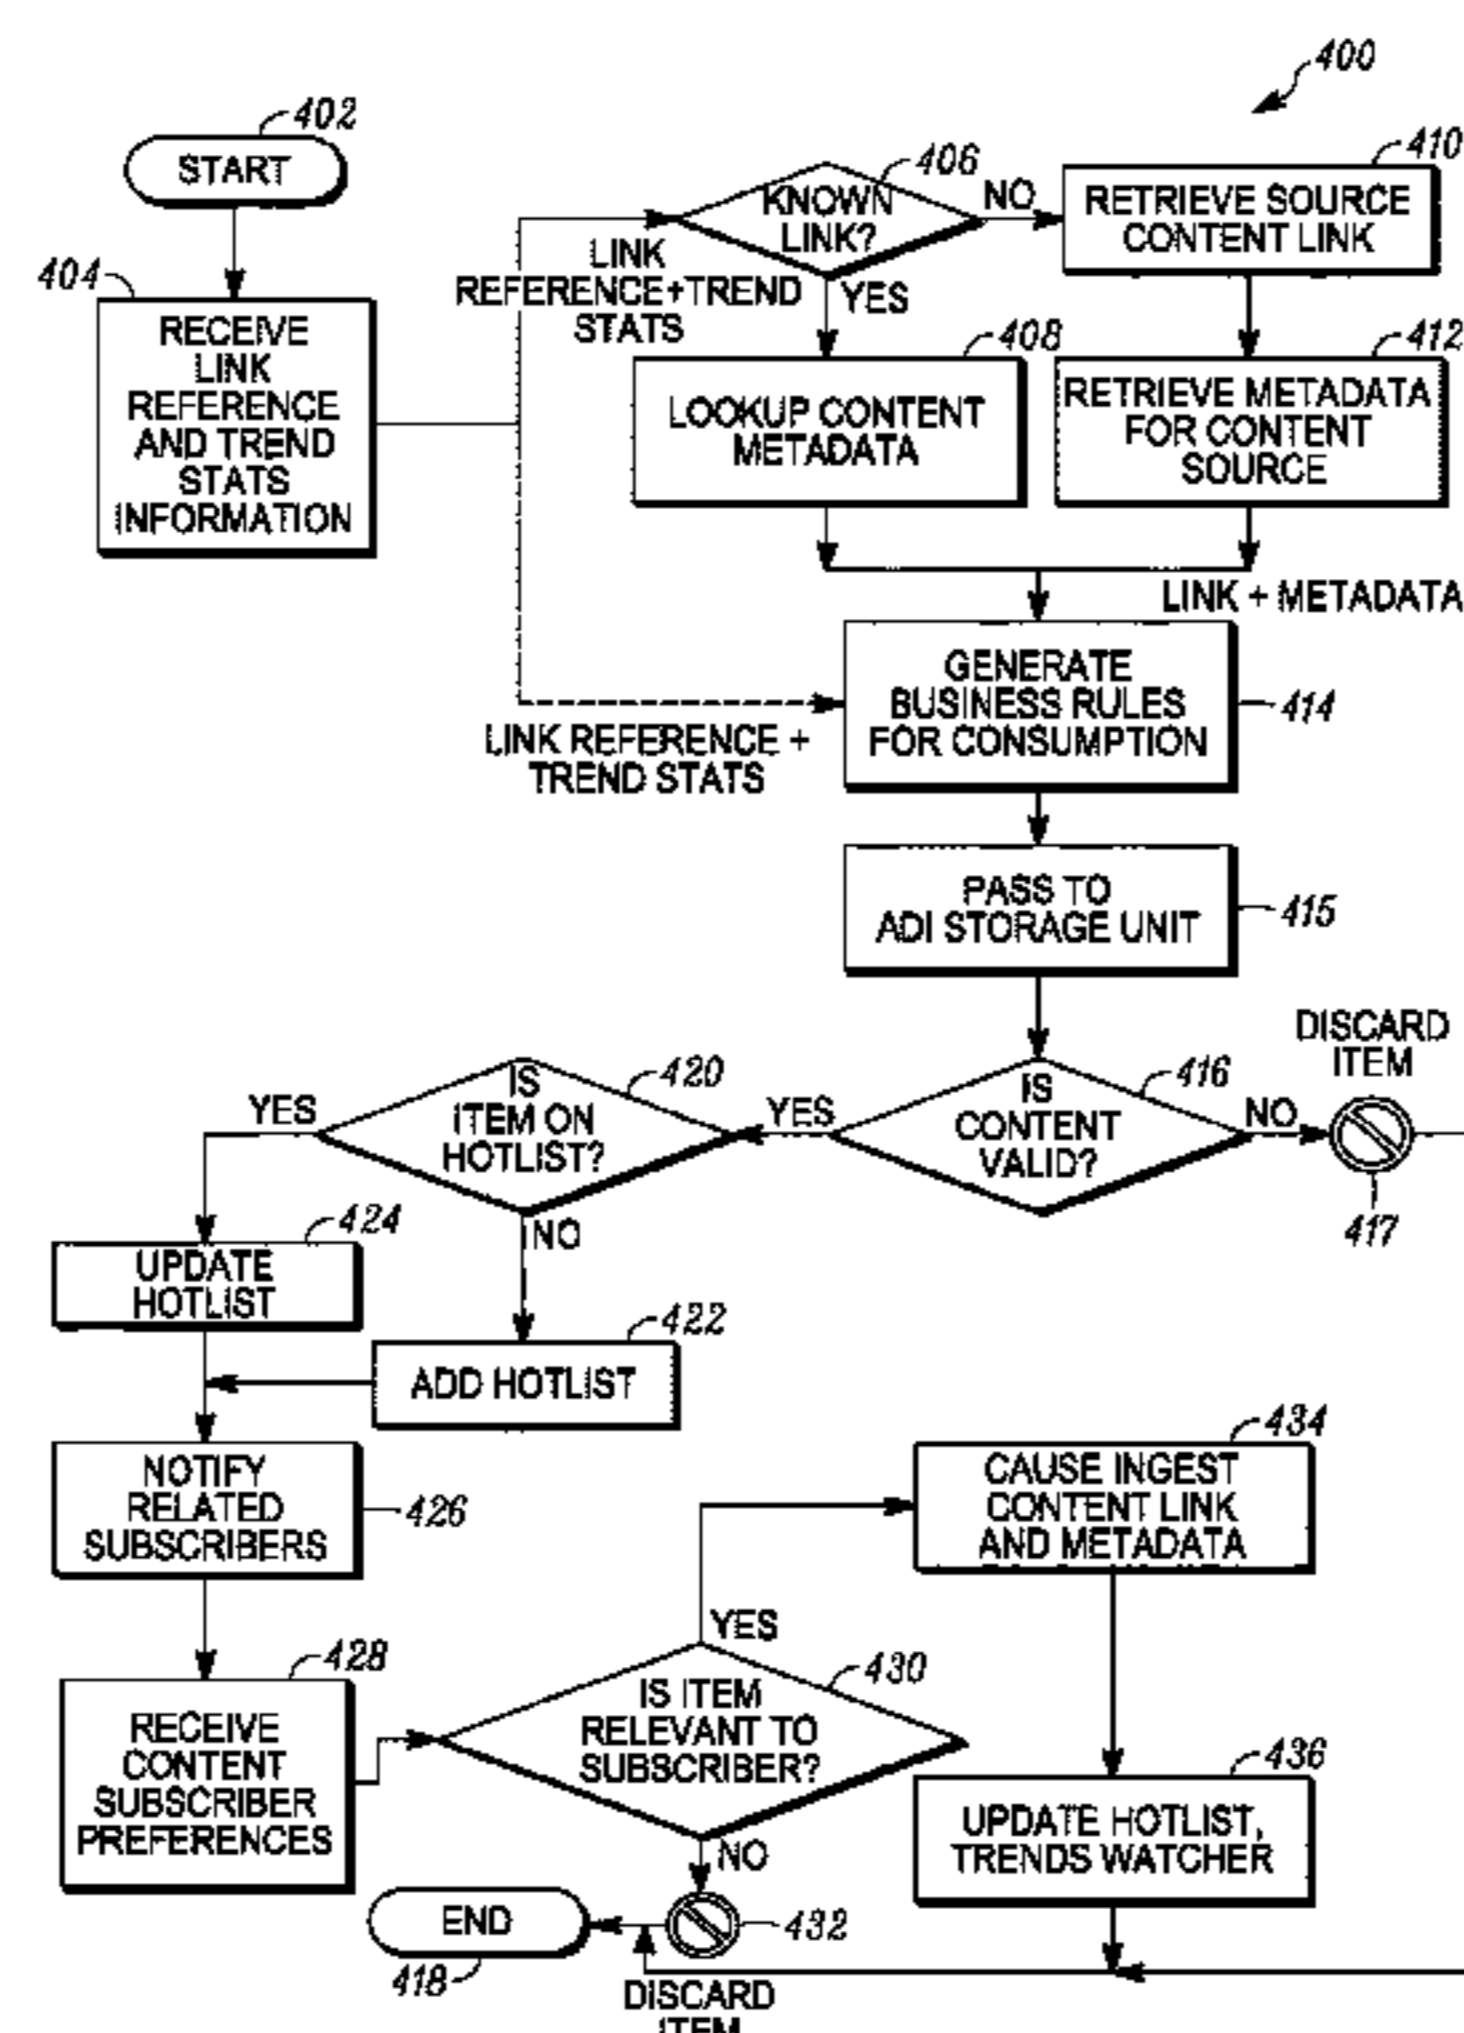 400
402
START
404
RECEIVE
LINK
REFERENCE
AND TREND
STATS
INFORMATION
LINK
REFERENCE+TREND
STATS
406
KNOWN
LINK?
NO
YES
410
RETRIEVE SOURCE
CONTENT LINK
408
LOOKUP CONTENT
METADATA
412
RETRIEVE METADATA
FOR CONTENT
SOURCE
LINK + METADATA
LINK REFERENCE +
TREND STATS
GENERATE
BUSINESS RULES
FOR CONSUMPTION
414
PASS TO
ADI STORAGE UNIT
415
416
IS
CONTENT
VALID?
NO
DISCARD
ITEM
417
YES
420
IS
ITEM ON
HOTLIST?
YES
NO
424
UPDATE
HOTLIST
422
ADD HOTLIST
NOTIFY
RELATED
SUBSCRIBERS
426
428
RECEIVE
CONTENT
SUBSCRIBER
PREFERENCES
430
IS ITEM
RELEVANT TO
SUBSCRIBER?
YES
NO
434
CAUSE INGEST
CONTENT LINK
AND METADATA
436
UPDATE HOTLIST,
TRENDS WATCHER
432
DISCARD
ITEM
END
418